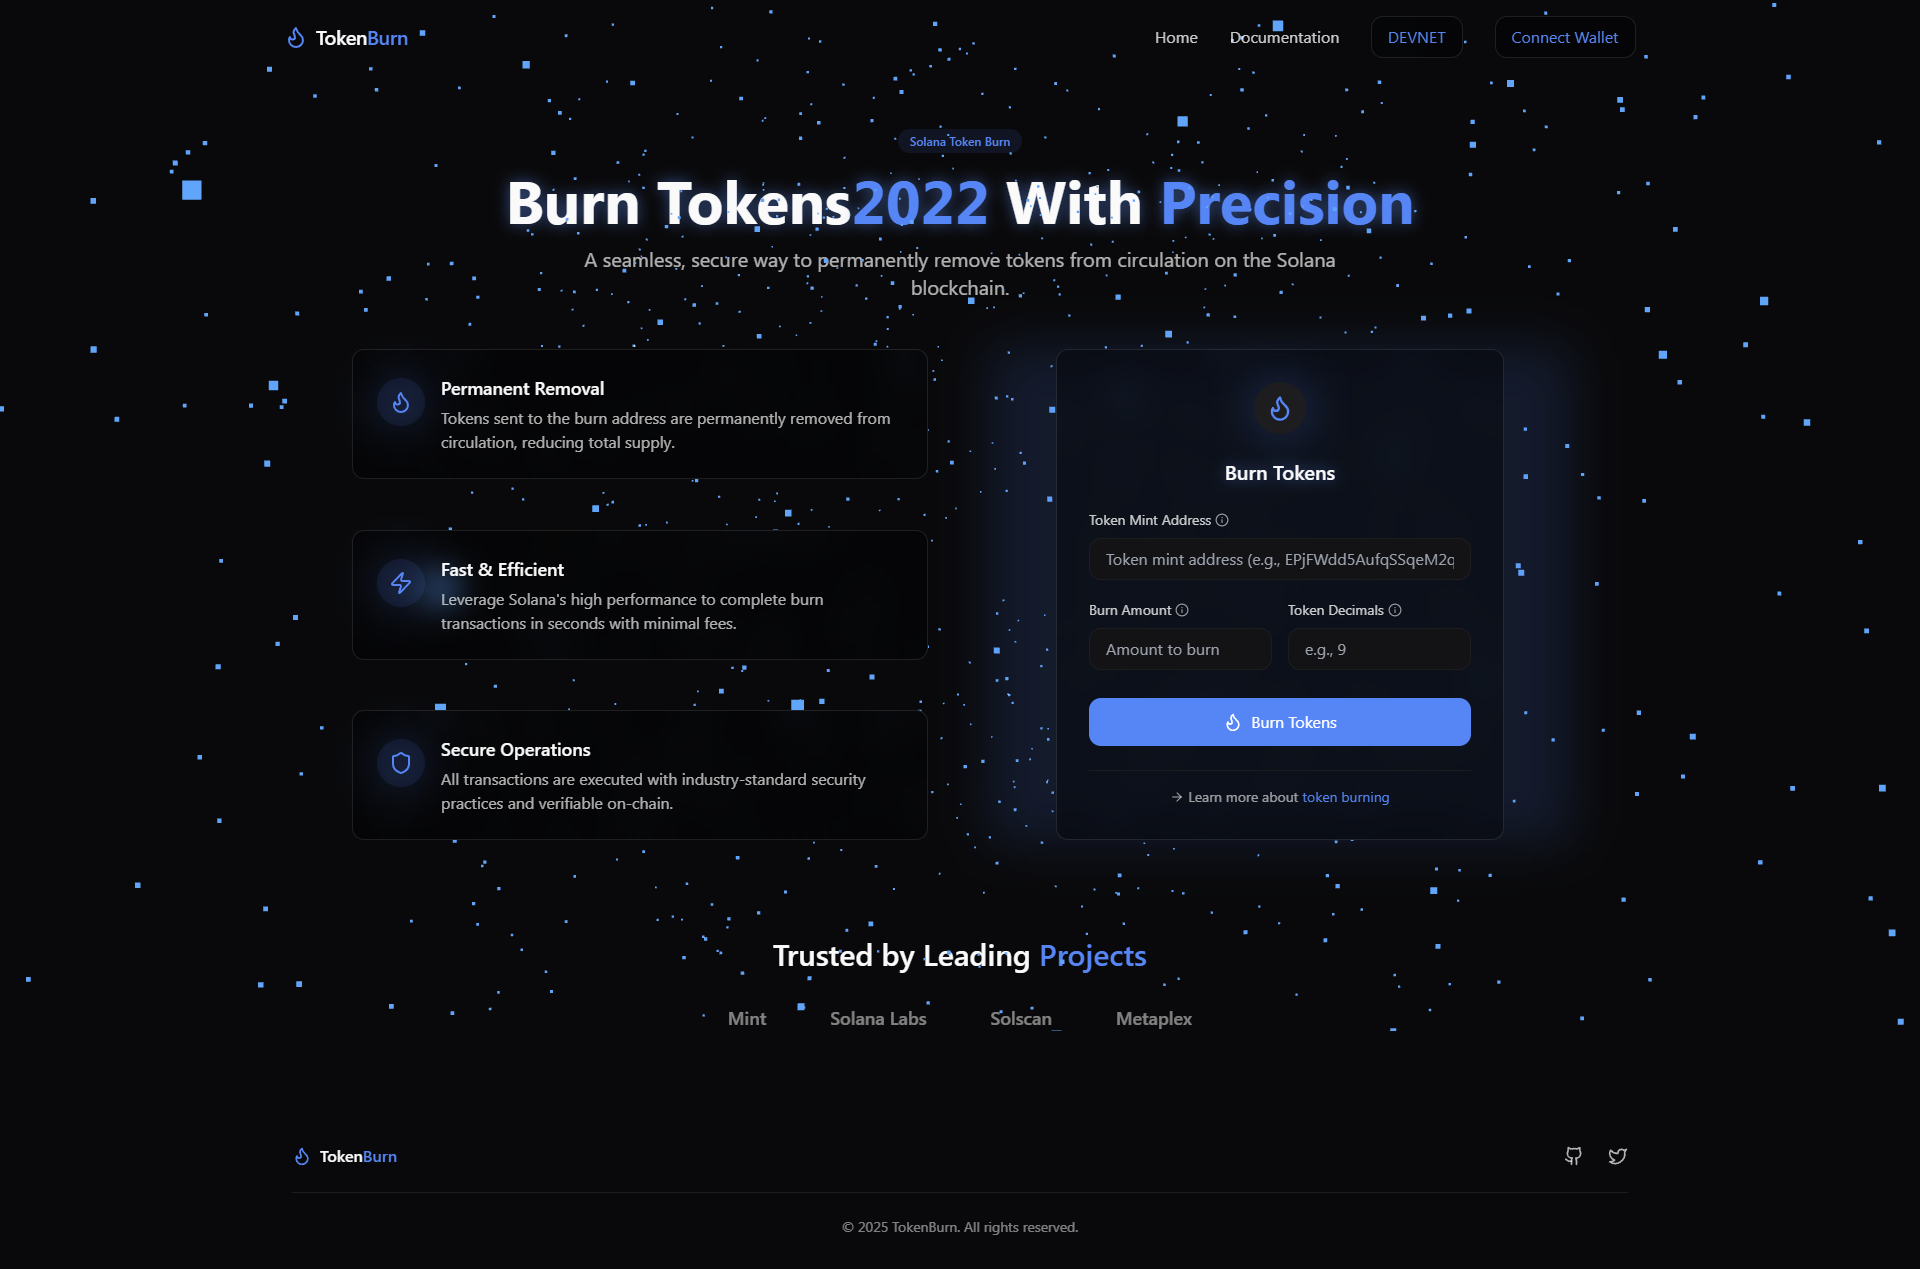 TokenBurn
Home
Documentation
DEVNET
Connect Wallet
Solana Token Burn
Burn Tokens2022 With Precision
A seamless, secure way to permanently remove tokens from circulation on the Solana
blockchain.
Permanent Removal
Tokens sent to the burn address are permanently removed from
circulation, reducing total supply.
Fast & Efficient
Leverage Solana's high performance to complete burn
transactions in seconds with minimal fees.
Secure Operations
All transactions are executed with industry-standard security
practices and verifiable on-chain.
Burn Tokens
Token Mint Address
Token mint address (e.g., EPjFWdd5AufqSSqeM2q
Burn Amount
Token Decimals
Amount to burn
e.g., 9
Burn Tokens
Learn more about token burning
Trusted by Leading Projects
Mint
Solana Labs
Solscan
Metaplex
TokenBurn
© 2025 TokenBurn. All rights reserved.